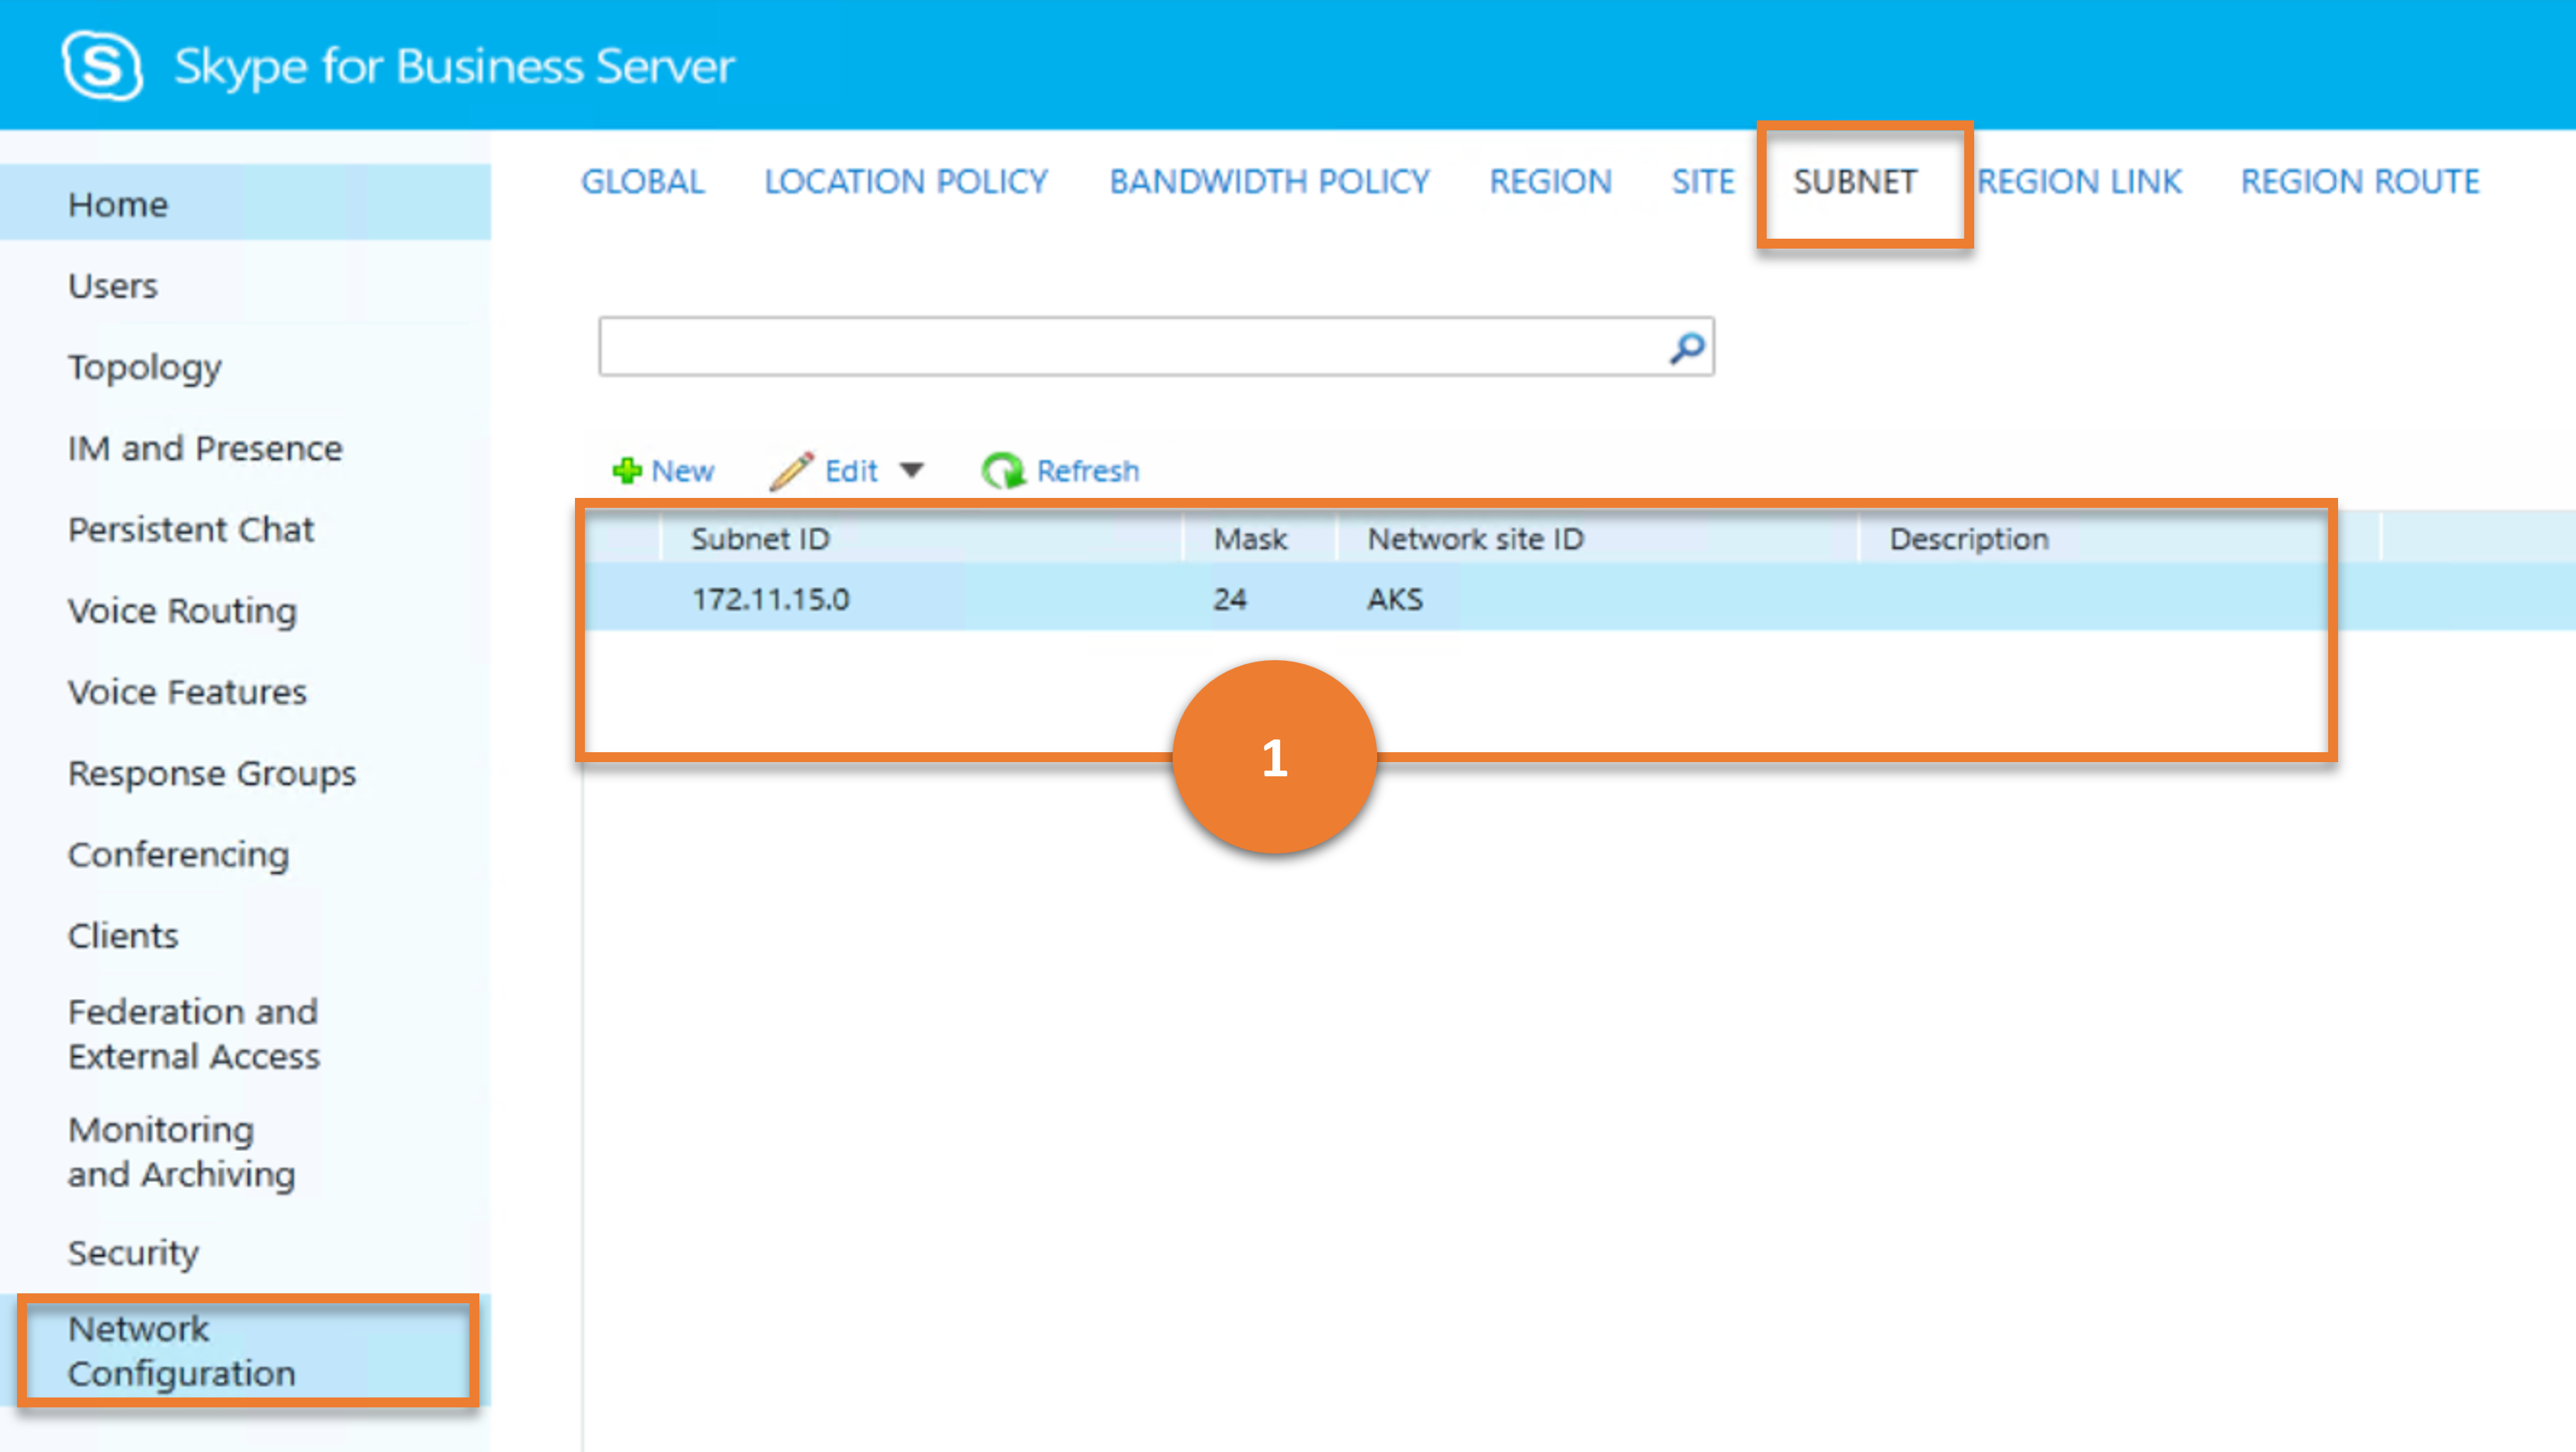 Skype for Business Server
GLOBAL LOCATION POLICY BANDWIDTH POLICY REGION SITE SUBNET REGION LINK REGION ROUTE
Home
Users
Topology
IM and Presence
Persistent Chat
Voice Routing
Voice Features
Response Groups
Conferencing
Clients
Federation and
External Access
Monitoring
and Archiving
Security
Network
Configuration
New Edit Refresh
Subnet ID Mask Network site ID Description
172.11.15.0 24 AKS
1